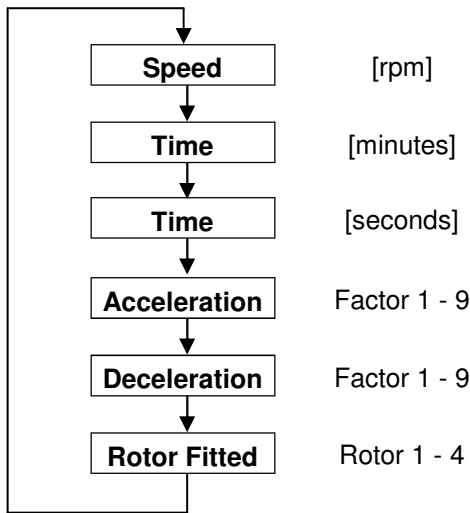 Speed [rpm]
Time [minutes]
Time [seconds]
Acceleration Factor 1 - 9
Deceleration Factor 1 - 9
Rotor Fitted Rotor 1 - 4